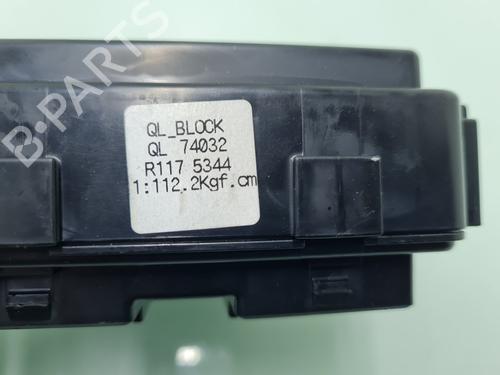 B-PARTS
QL_BLOCK
QL 74032
R117 5344
1:112.2Kgf.cm